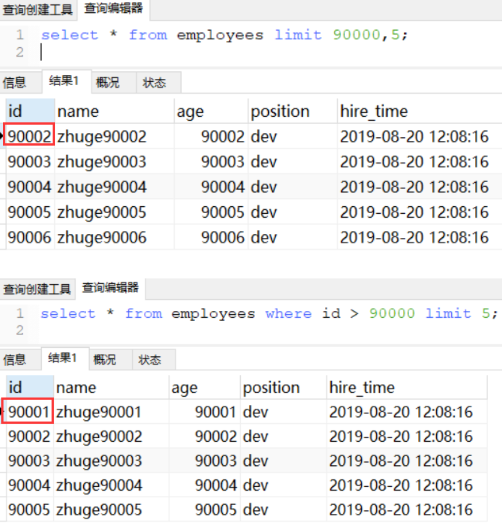 查询创建工具 查询编辑器
1 select * from employees limit 90000,5;
2
信息 结果1 概况 状态
id name age position hire_time
90002 zhuge90002 90002 dev 2019-08-20 12:08:16
90003 zhuge90003 90003 dev 2019-08-20 12:08:16
90004 zhuge90004 90004 dev 2019-08-20 12:08:16
90005 zhuge90005 90005 dev 2019-08-20 12:08:16
90006 zhuge90006 90006 dev 2019-08-20 12:08:16
查询创建工具 查询编辑器
1 select * from employees where id > 90000 limit 5;
2
信息 结果1 概况 状态
id name age position hire_time
90001 zhuge90001 90001 dev 2019-08-20 12:08:16
90002 zhuge90002 90002 dev 2019-08-20 12:08:16
90003 zhuge90003 90003 dev 2019-08-20 12:08:16
90004 zhuge90004 90004 dev 2019-08-20 12:08:16
90005 zhuge90005 90005 dev 2019-08-20 12:08:16